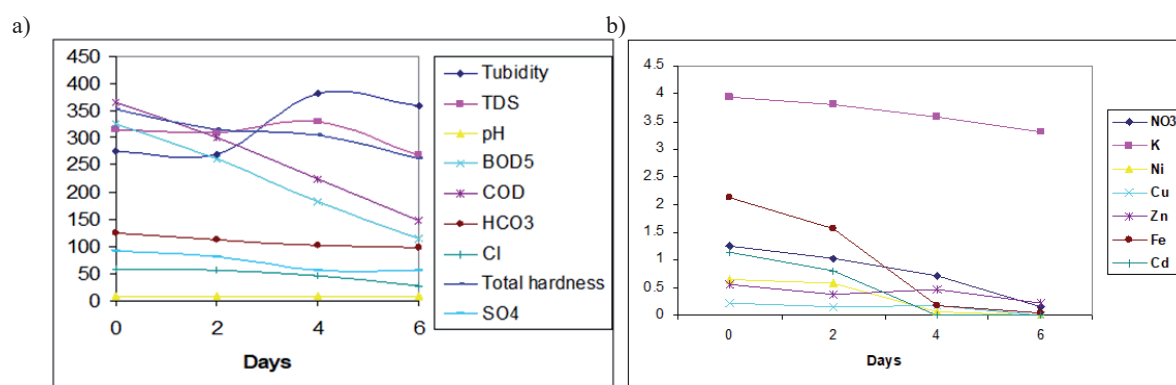 a)
450
400
350
300
250
200
150
100
50
0
0 2 4 6
Days
Tubidity
TDS
pH
BOD5
COD
HCO3
Cl
Total hardness
SO4
b)
4.5
4
3.5
3
2.5
2
1.5
1
0.5
0
0 2 4 6
Days
NO3
K
Ni
Cu
Zn
Fe
Cd